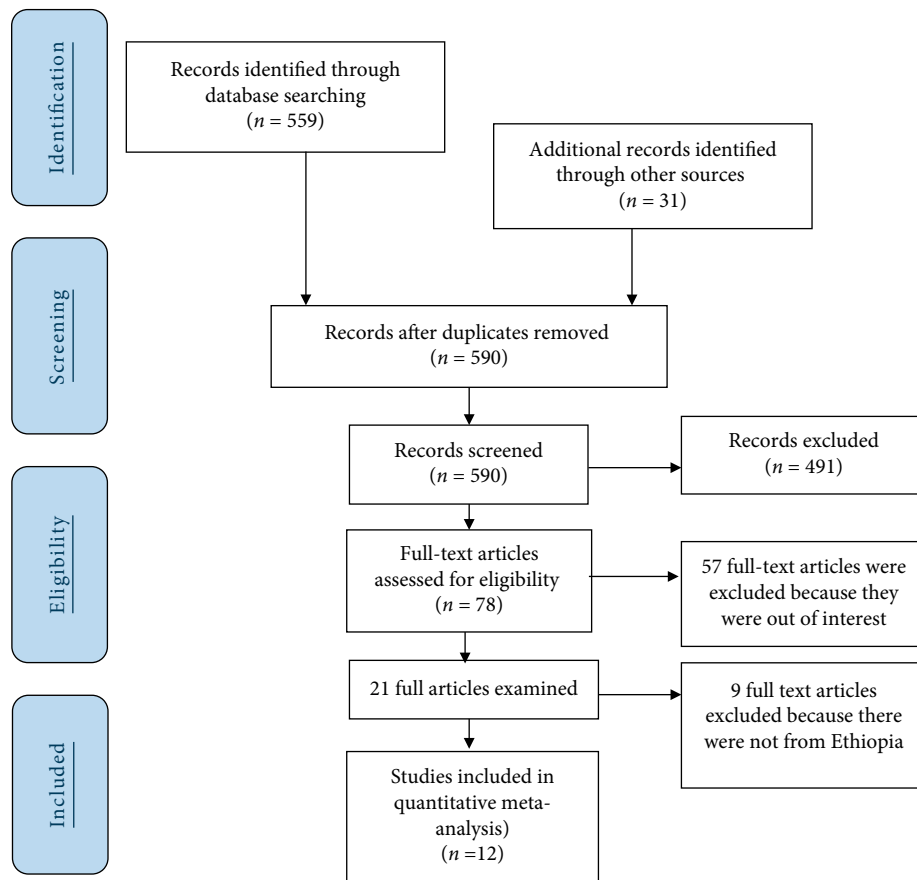 Identification
Records identified through
database searching
(n = 559)
Additional records identified
through other sources
(n = 31)
Screening
Records after duplicates removed
(n = 590)
Records screened
(n = 590)
Records excluded
(n = 491)
Eligibility
Full-text articles
assessed for eligibility
(n = 78)
57 full-text articles were
excluded because they
were out of interest
21 full articles examined
9 full text articles
excluded because there
were not from Ethiopia
Included
Studies included in
quantitative meta-
analysis)
(n =12)